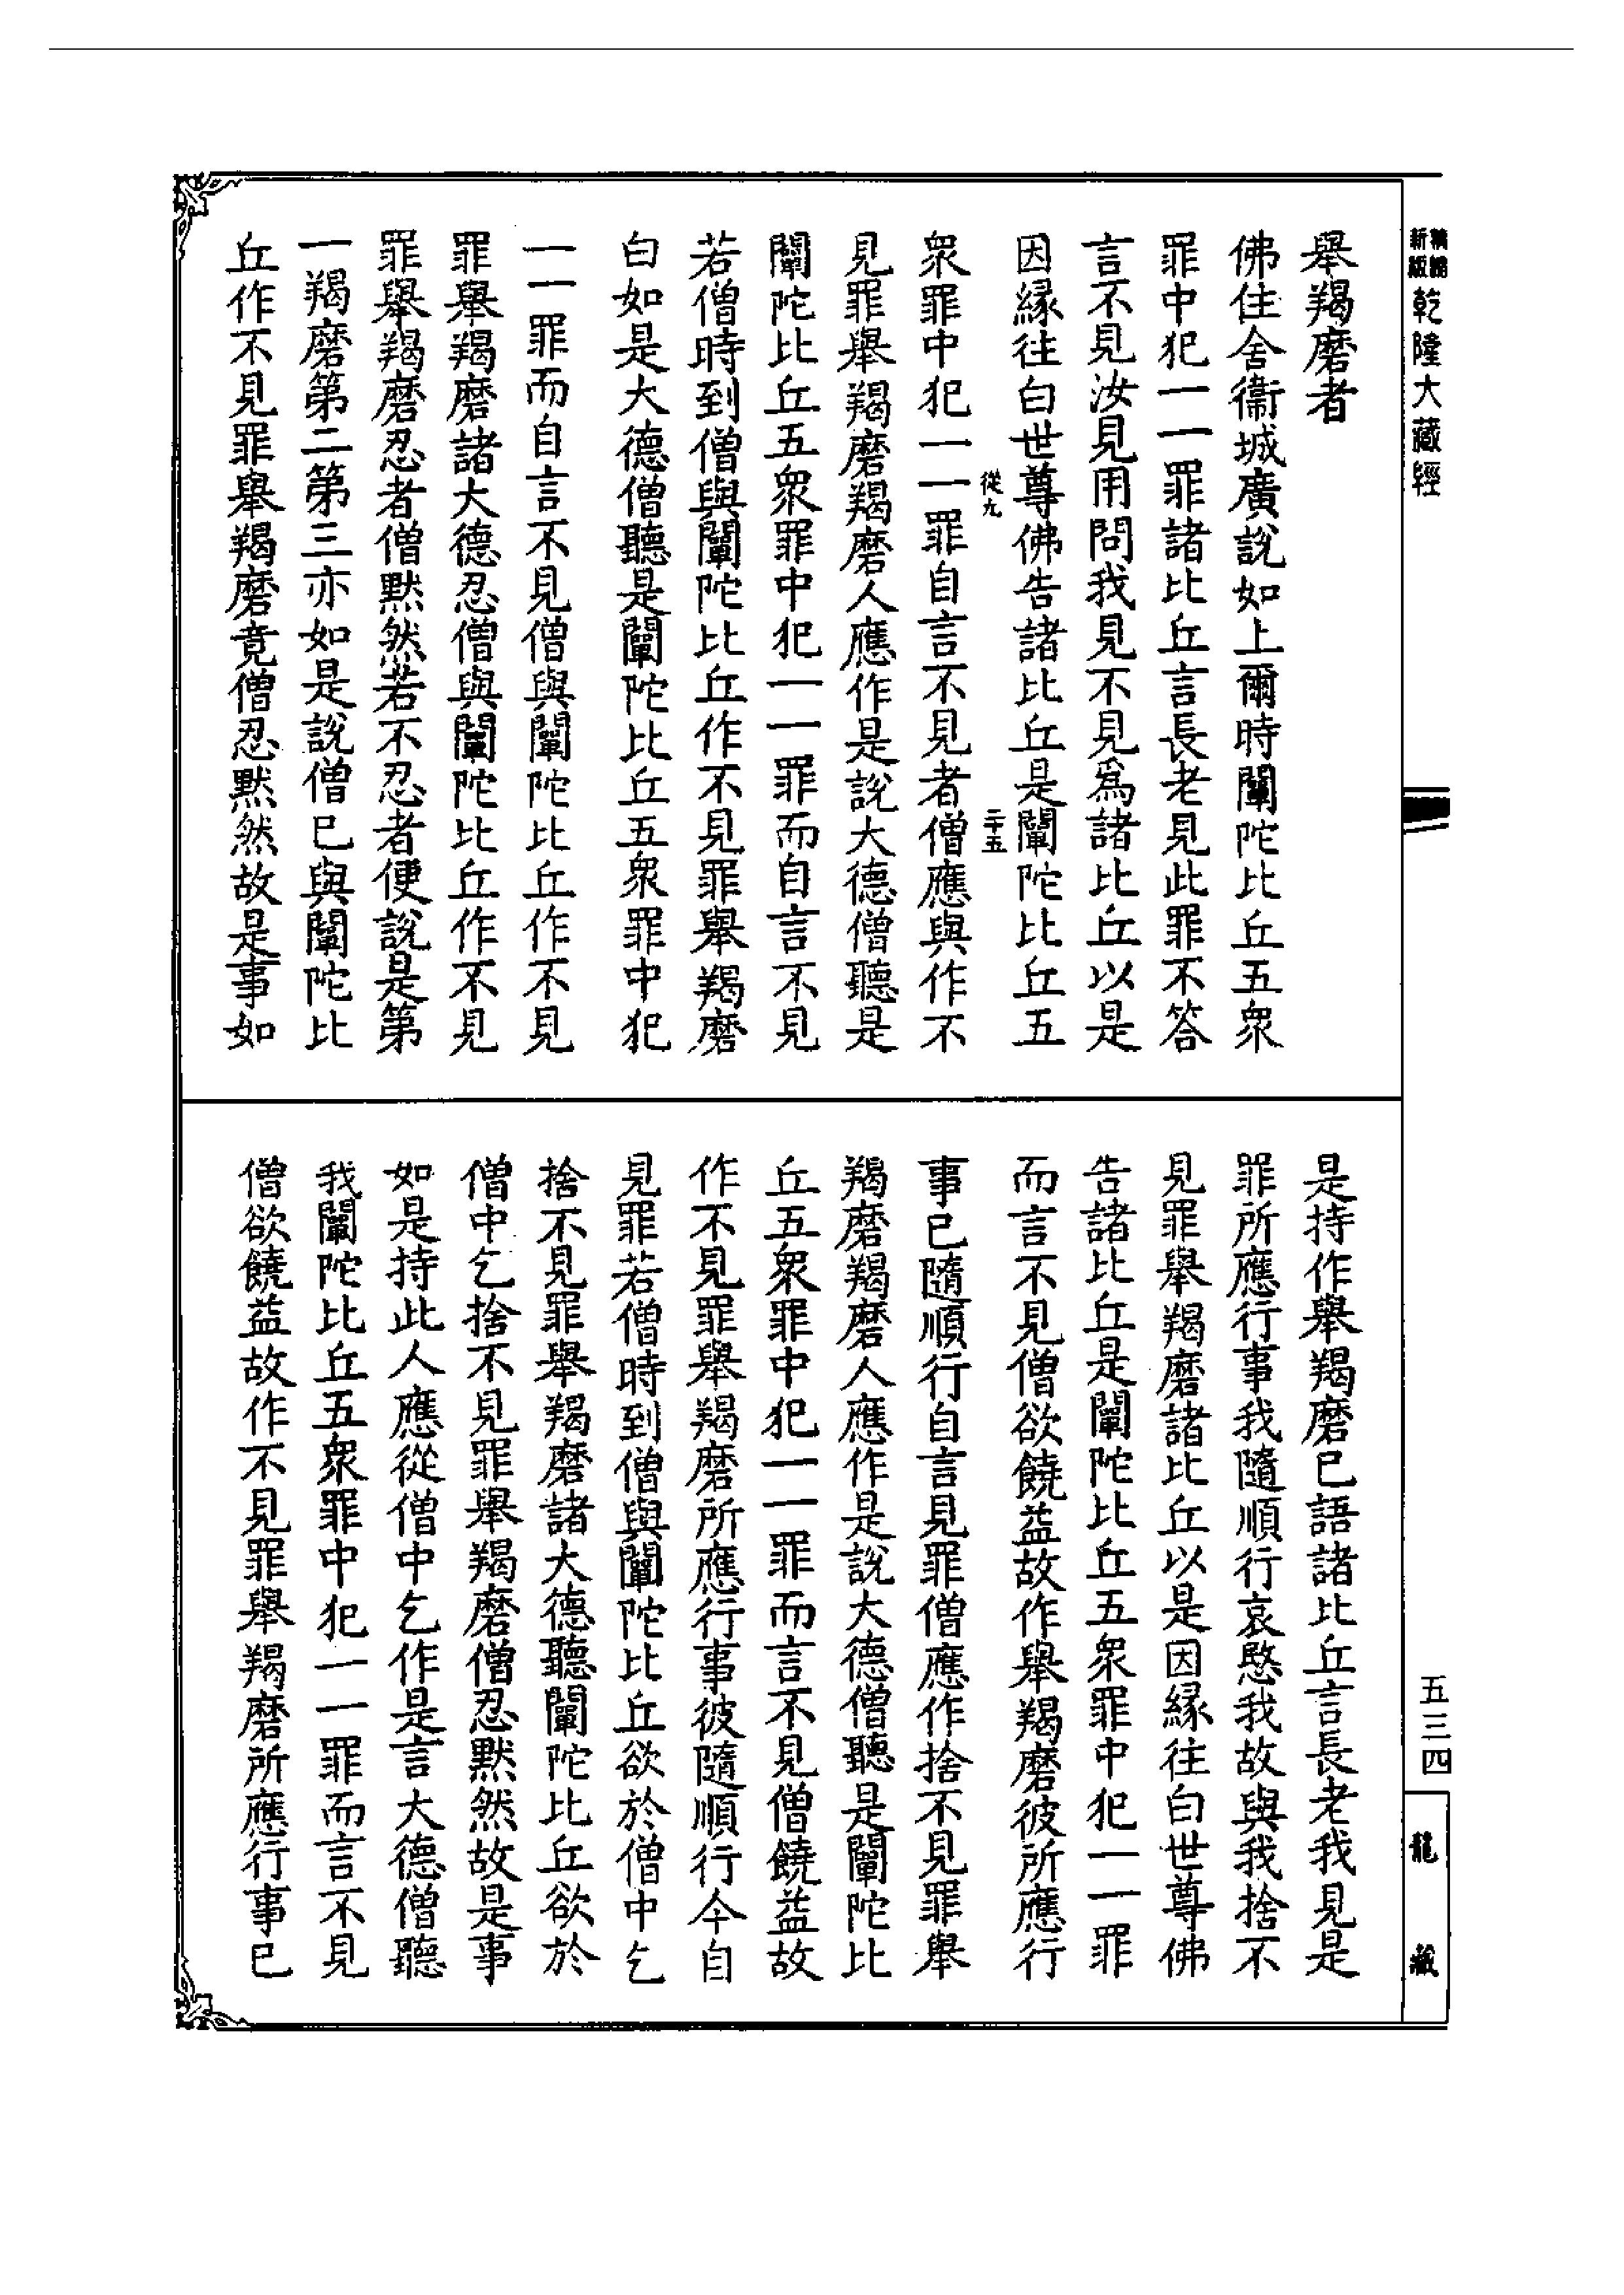 新版
乾隆大藏經
舉羯磨者
佛住舍衞城廣說如上爾時闡陀比丘五衆
罪中犯一一罪諸比丘言長老見此罪不答
言不見汝見用問我見不見爲諸比丘以是
因緣往白世尊佛告諸比丘是闡陀比丘五
從九
二十五
衆罪中犯一一罪自言不見者僧應與作不
見罪舉羯磨羯磨人應作是說大德僧聽是
闡陀比丘五衆罪中犯一一罪而自言不見
若僧時到僧與闡陀比丘作不見罪舉羯磨
白如是大德僧聽是闡陀比丘五衆罪中犯
一一罪而自言不見僧與闡陀比丘作不見
罪舉羯磨諸大德忍僧與闡陀比丘作不見
罪舉羯磨忍者僧默然若不忍者便說是第
一羯磨第二第三亦如是說僧已與闡陀比
丘作不見罪舉羯磨竟僧忍默然故是事如
是持作舉羯磨已語諸比丘言長老我見是
罪所應行事我隨順行哀愍我故與我捨不
見罪舉羯磨諸比丘以是因緣往白世尊佛
告諸比丘是闡陀比丘五衆罪中犯一一罪
而言不見僧欲饒益故作舉羯磨彼所應行
事已隨順行自言見罪僧應作捨不見罪舉
羯磨羯磨人應作是說大德僧聽是闡陀比
丘五衆罪中犯一一罪而言不見僧饒益故
作不見罪舉羯磨所應行事彼隨順行今自
見罪若僧時到僧與闡陀比丘欲於僧中乞
捨不見罪舉羯磨諸大德聽闡陀比丘欲於
僧中乞捨不見罪舉羯磨僧忍默然故是事
如是持此人應從僧中乞作是言大德僧聽
我闡陀比丘五衆罪中犯一一罪而言不見
僧欲饒益故作不見罪舉羯磨所應行事已
五三四
龍藏